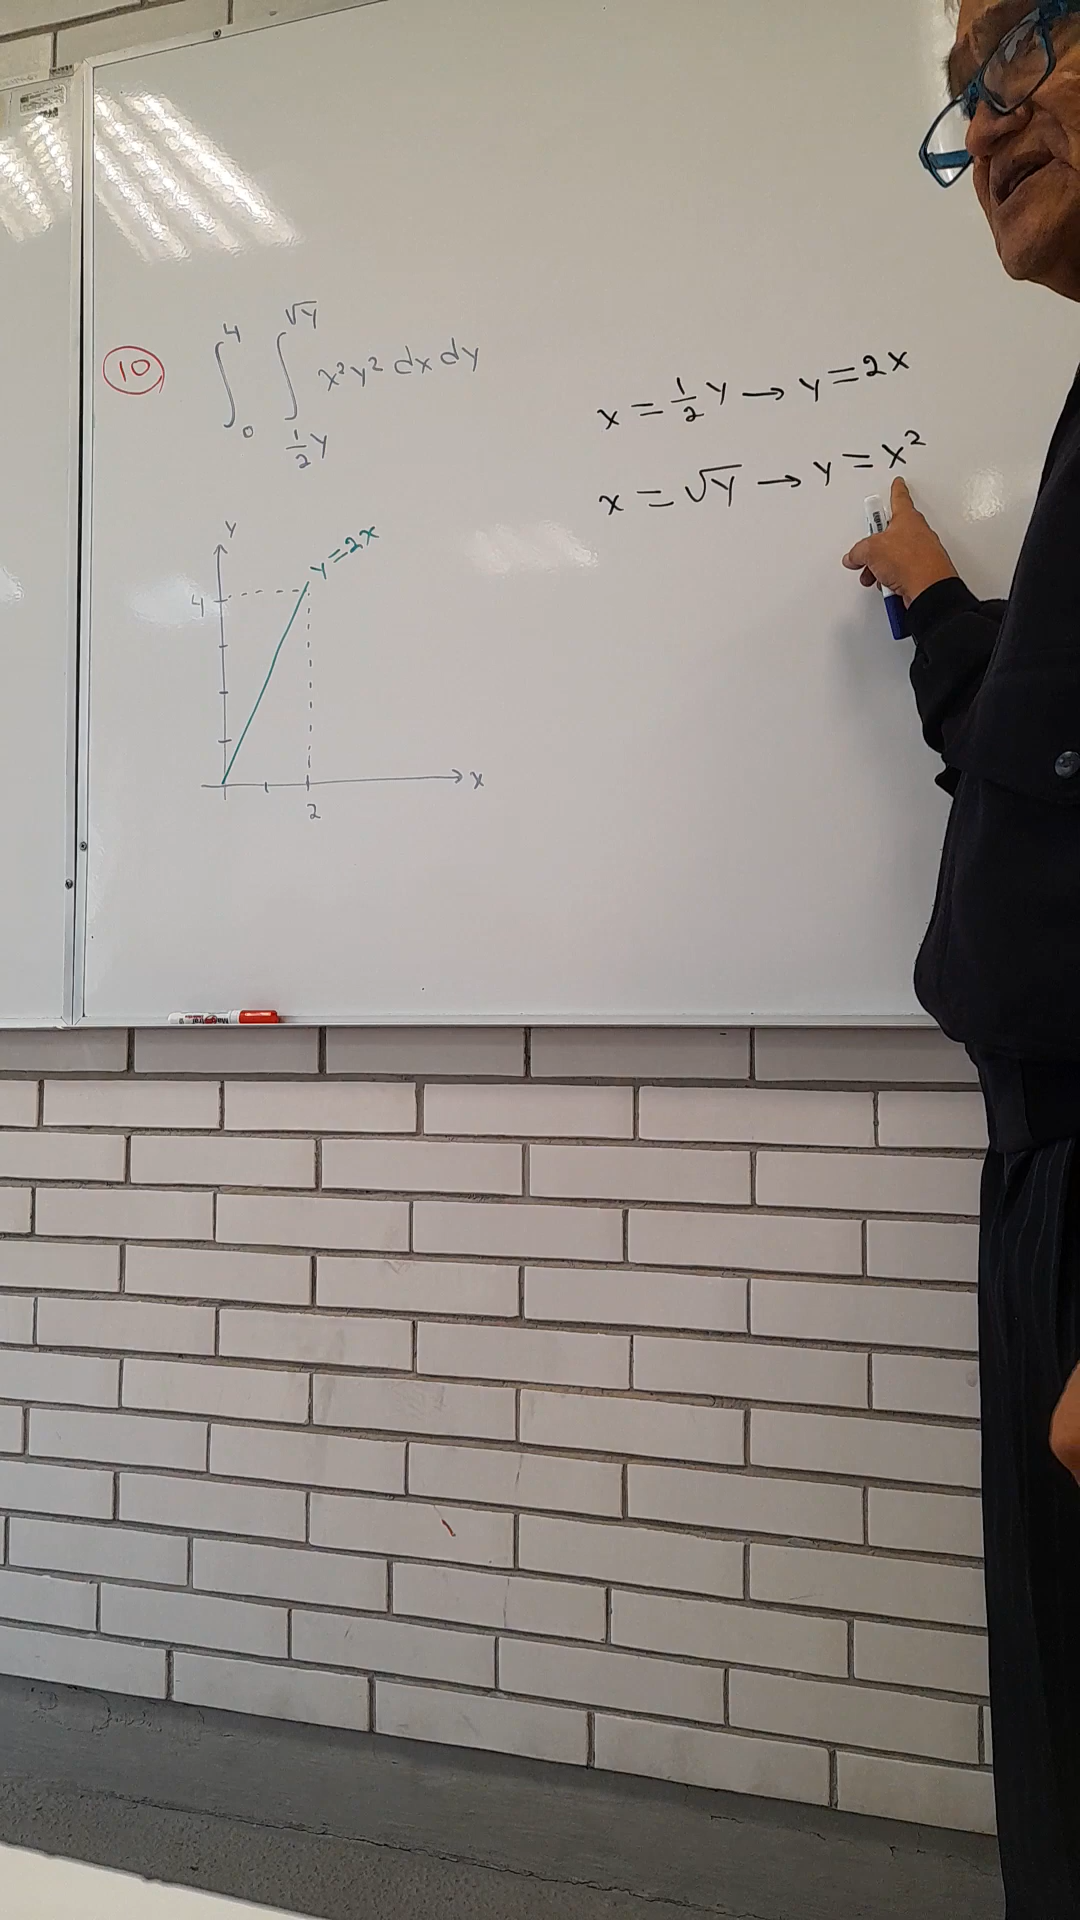 10
∫₀⁴ ∫_{½y}^{√y} x²y² dx dy
x = ½y → y = 2x
x = √y → y = x²
y
y=2x
4
x
2